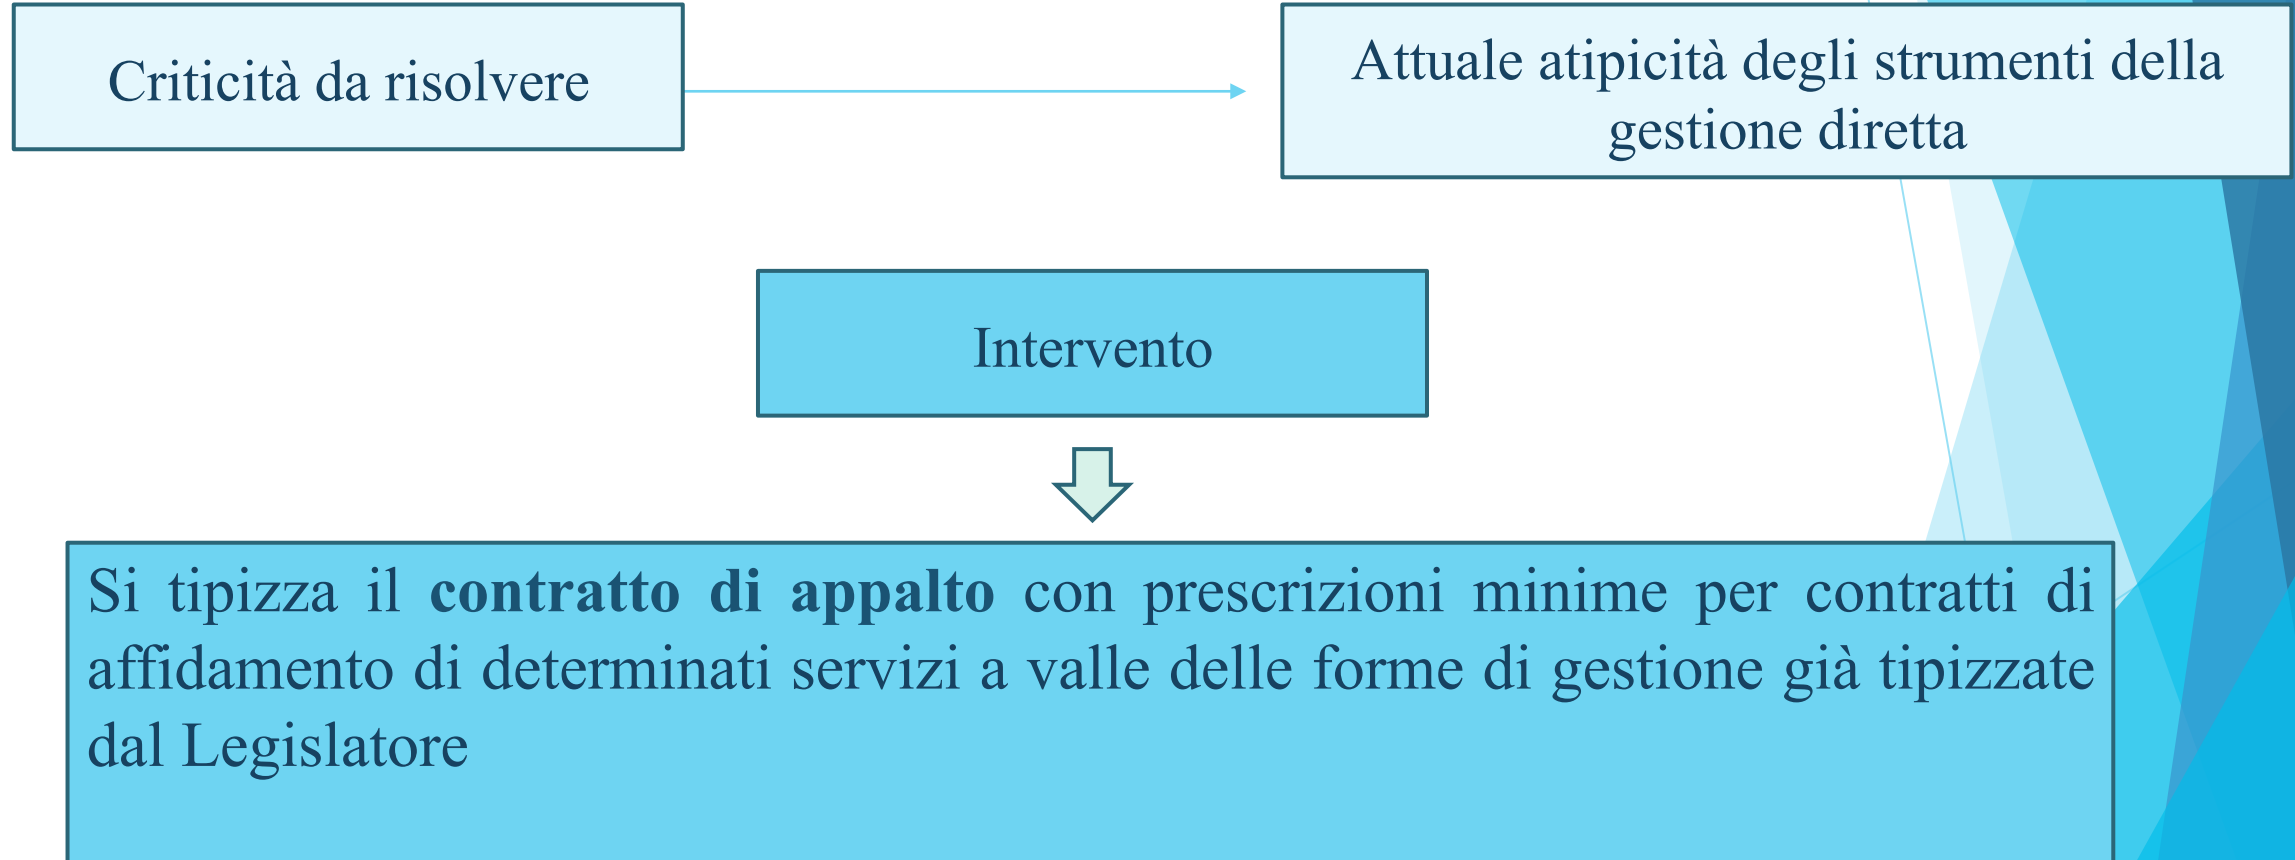 Criticità da risolvere
Attuale atipicità degli strumenti della
gestione diretta
Intervento
Si tipizza il contratto di appalto con prescrizioni minime per contratti di
affidamento di determinati servizi a valle delle forme di gestione già tipizzate
dal Legislatore